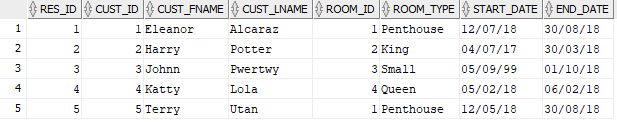 RES_ID CUST_ID CUST_FNAME CUST_LNAME ROOM_ID ROOM_TYPE START_DATE END_DATE
1 1 1 Eleanor Alcaraz 1 Penthouse 12/07/18 30/08/18
2 2 2 Harry Potter 2 King 04/07/17 30/03/18
3 3 3 Johnn Pwertwy 3 Small 05/09/99 01/10/18
4 4 4 Katty Lola 4 Queen 05/02/18 06/02/18
5 5 5 Terry Utan 1 Penthouse 12/05/18 30/08/18